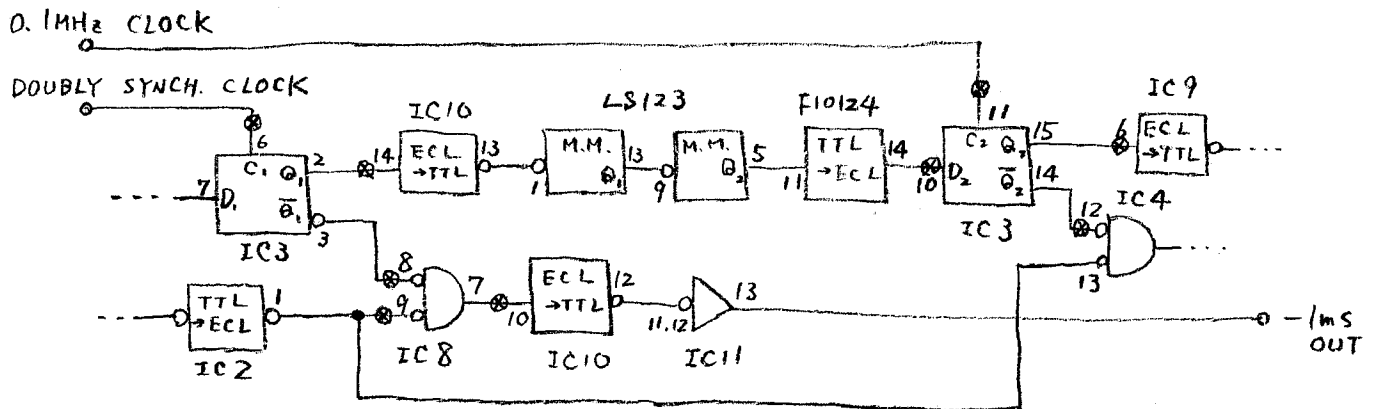 0.1MHz CLOCK
DOUBLY SYNCH. CLOCK
IC10
LS123
F10124
IC9
6
11
7
D₁
C₁
Q₁
Q̄₁
2
3
IC3
14
ECL
→TTL
13
1
M.M.
Q₁
13
9
M.M.
Q₂
5
11
TTL
→ECL
14
10
D₂
C₂
Q₂
Q̄₂
15
14
IC3
6
ECL
→TTL
12
13
IC4
TTL
→ECL
1
IC2
8
9
7
IC8
10
ECL
→TTL
12
IC10
11,12
13
IC11
-1ms
OUT